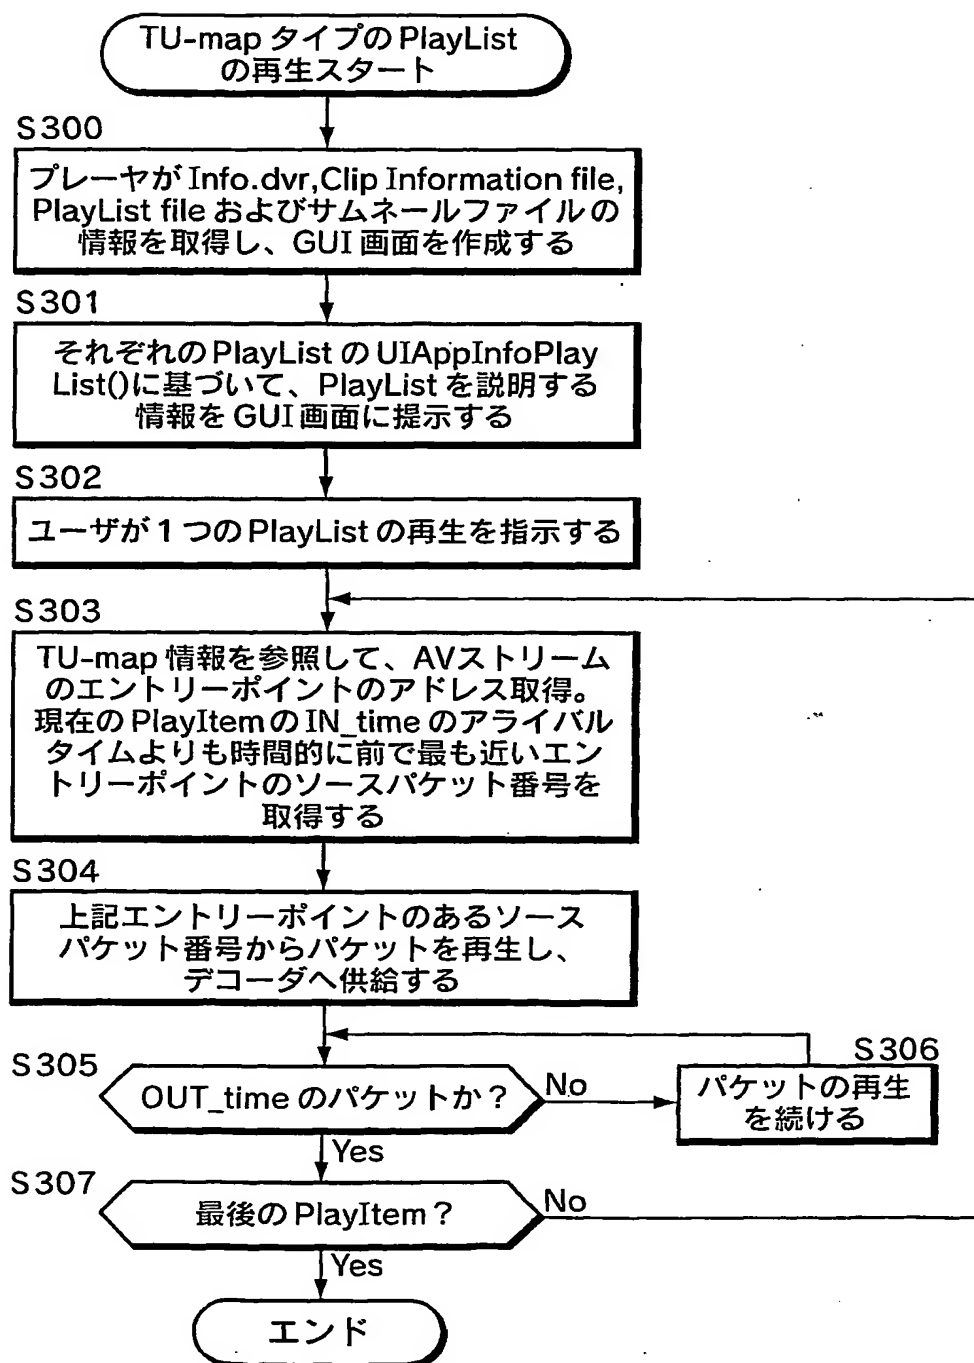 TU-map タイプの PlayList
の再生スタート
S300
プレーヤが Info.dvr,Clip Information file,
PlayList file およびサムネールファイルの
情報を取得し、GUI 画面を作成する
S301
それぞれの PlayList の UIAppInfoPlay
List()に基づいて、PlayList を説明する
情報を GUI 画面に提示する
S302
ユーザが 1 つの PlayList の再生を指示する
S303
TU-map 情報を参照して、AVストリーム
のエントリーポイントのアドレス取得。
現在の PlayItem の IN_time のアライバル
タイムよりも時間的に前で最も近いエン
トリーポイントのソースパケット番号を
取得する
S304
上記エントリーポイントのあるソース
パケット番号からパケットを再生し、
デコーダへ供給する
S305
OUT_time のパケットか？
No
S306
パケットの再生
を続ける
Yes
S307
最後の PlayItem？
No
Yes
エンド